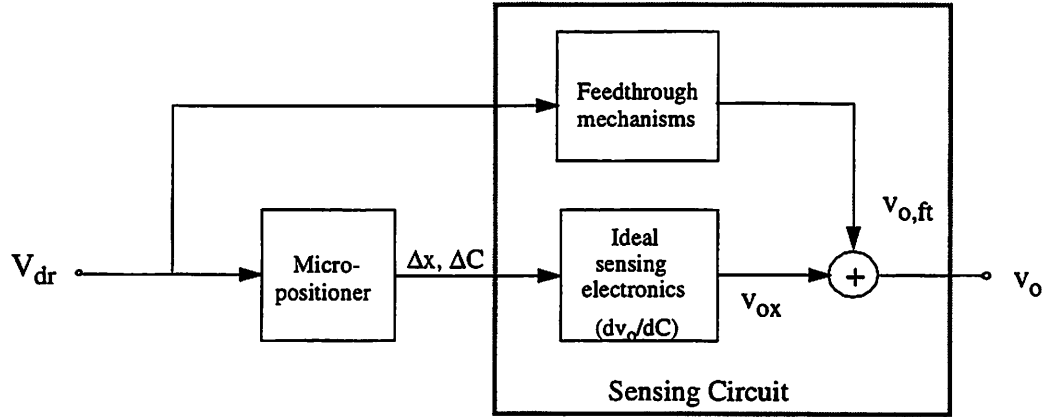 Feedthrough
mechanisms
V_dr
Micro-
positioner
Δx, ΔC
Ideal
sensing
electronics
(dv_o/dC)
v_o,ft
+
v_ox
v_o
Sensing Circuit